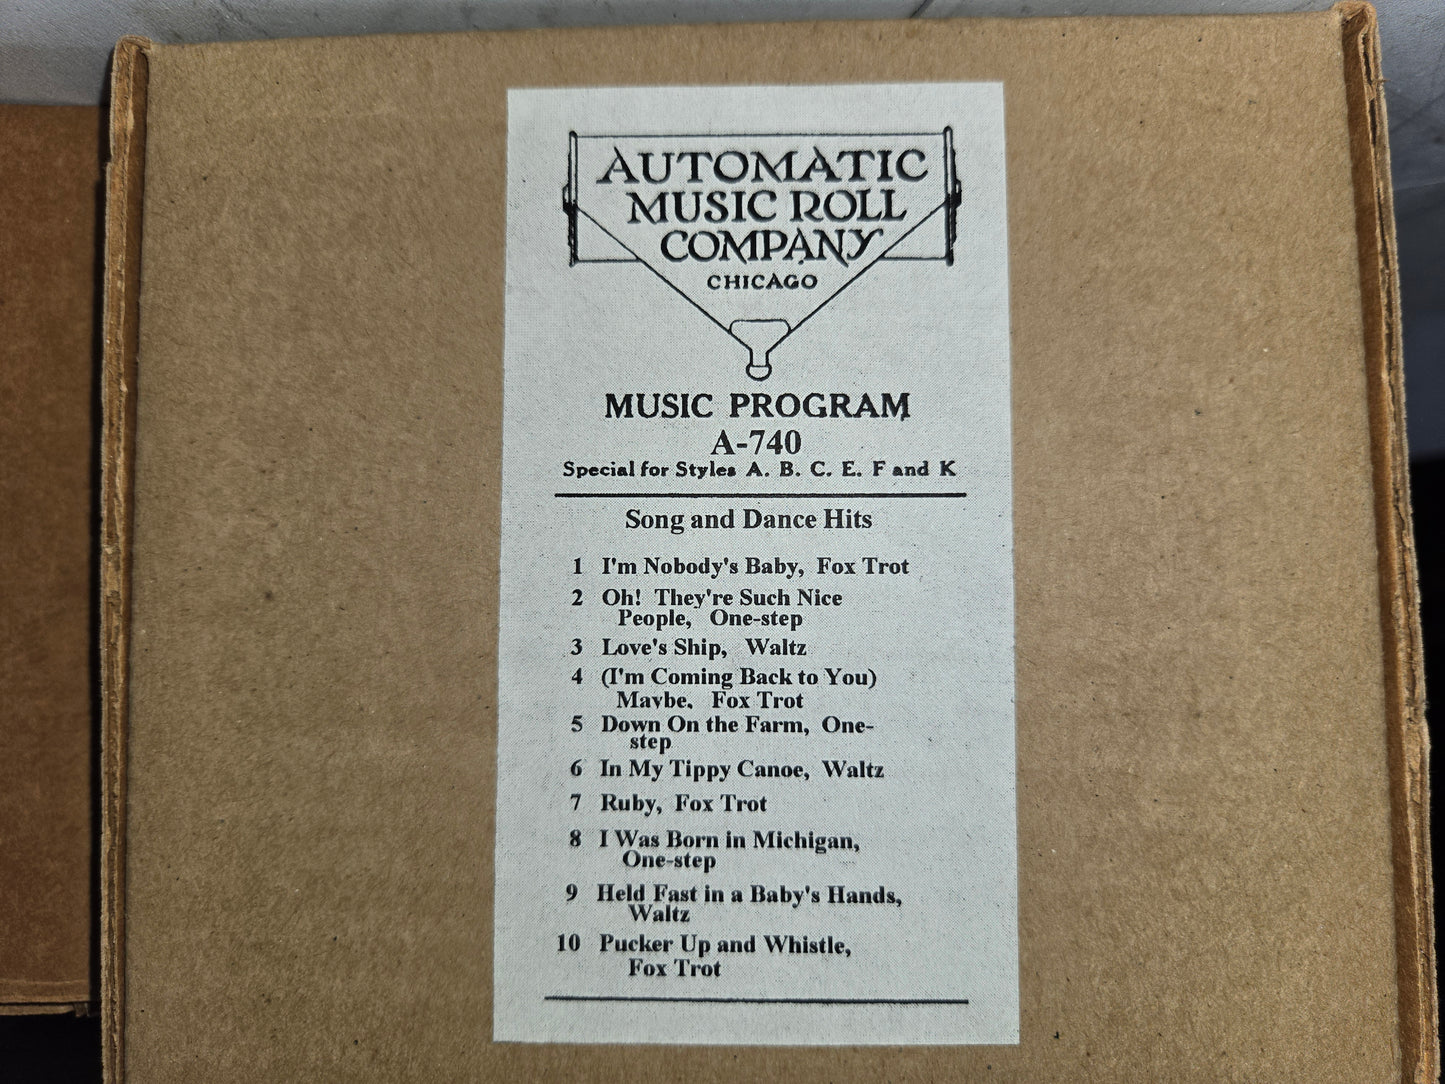 AUTOMATIC
MUSIC ROLL
COMPANY
CHICAGO
MUSIC PROGRAM
A-740
Special for Styles A. B. C. E. F and K
Song and Dance Hits
1 I'm Nobody's Baby, Fox Trot
2 Oh! They're Such Nice
People, One-step
3 Love's Ship, Waltz
4 (I'm Coming Back to You)
Maybe, Fox Trot
5 Down On the Farm, One-
step
6 In My Tippy Canoe, Waltz
7 Ruby, Fox Trot
8 I Was Born in Michigan,
One-step
9 Held Fast in a Baby's Hands,
Waltz
10 Pucker Up and Whistle,
Fox Trot